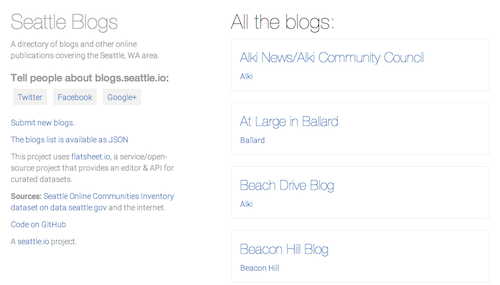 Seattle Blogs
A directory of blogs and other online
publications covering the Seattle, WA area.
Tell people about blogs.seattle.io:
Twitter Facebook Google+
Submit new blogs.
The blogs list is available as JSON
This project uses flatsheet.io, a service/open-
source project that provides an editor & API for
curated datasets.
Sources: Seattle Online Communities Inventory
dataset on data.seattle.gov and the internet.
Code on GitHub
A seattle.io project.
All the blogs:
Alki News/Alki Community Council
Alki
At Large in Ballard
Ballard
Beach Drive Blog
Alki
Beacon Hill Blog
Beacon Hill